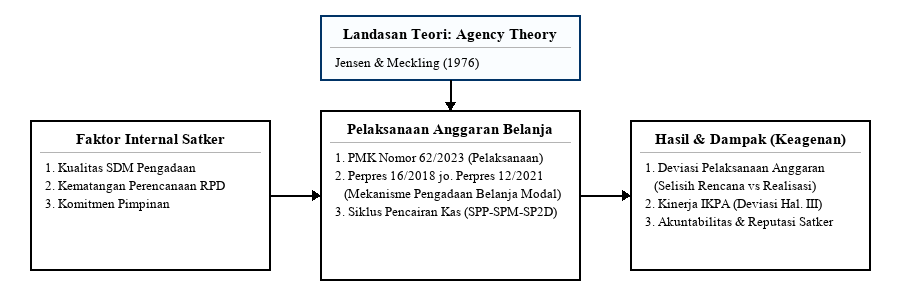 Landasan Teori: Agency Theory
Jensen & Meckling (1976)
Faktor Internal Satker
1. Kualitas SDM Pengadaan
2. Kematangan Perencanaan RPD
3. Komitmen Pimpinan
Pelaksanaan Anggaran Belanja
1. PMK Nomor 62/2023 (Pelaksanaan)
2. Perpres 16/2018 jo. Perpres 12/2021
(Mekanisme Pengadaan Belanja Modal)
3. Siklus Pencairan Kas (SPP-SPM-SP2D)
Hasil & Dampak (Keagenan)
1. Deviasi Pelaksanaan Anggaran
(Selisih Rencana vs Realisasi)
2. Kinerja IKPA (Deviasi Hal. III)
3. Akuntabilitas & Reputasi Satker